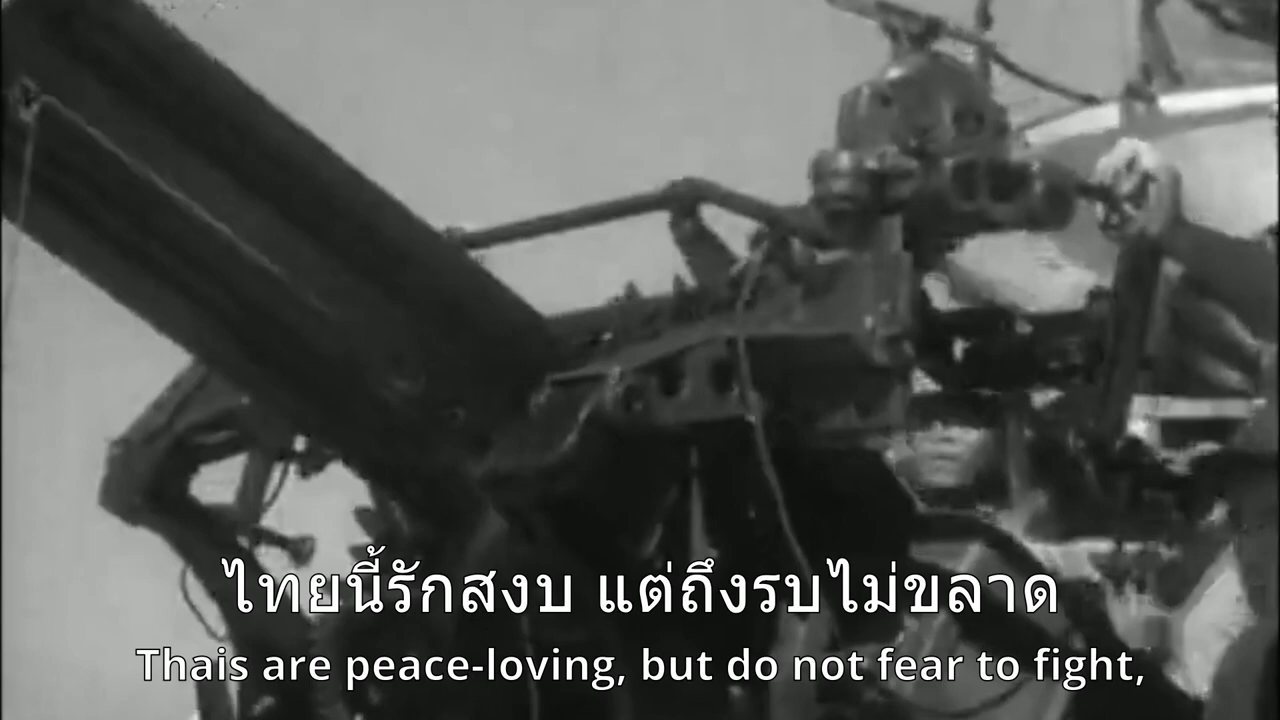 ไทยนี้รักสงบ แต่ถึงรบไม่ขลาด
Thais are peace-loving, but do not fear to fight,